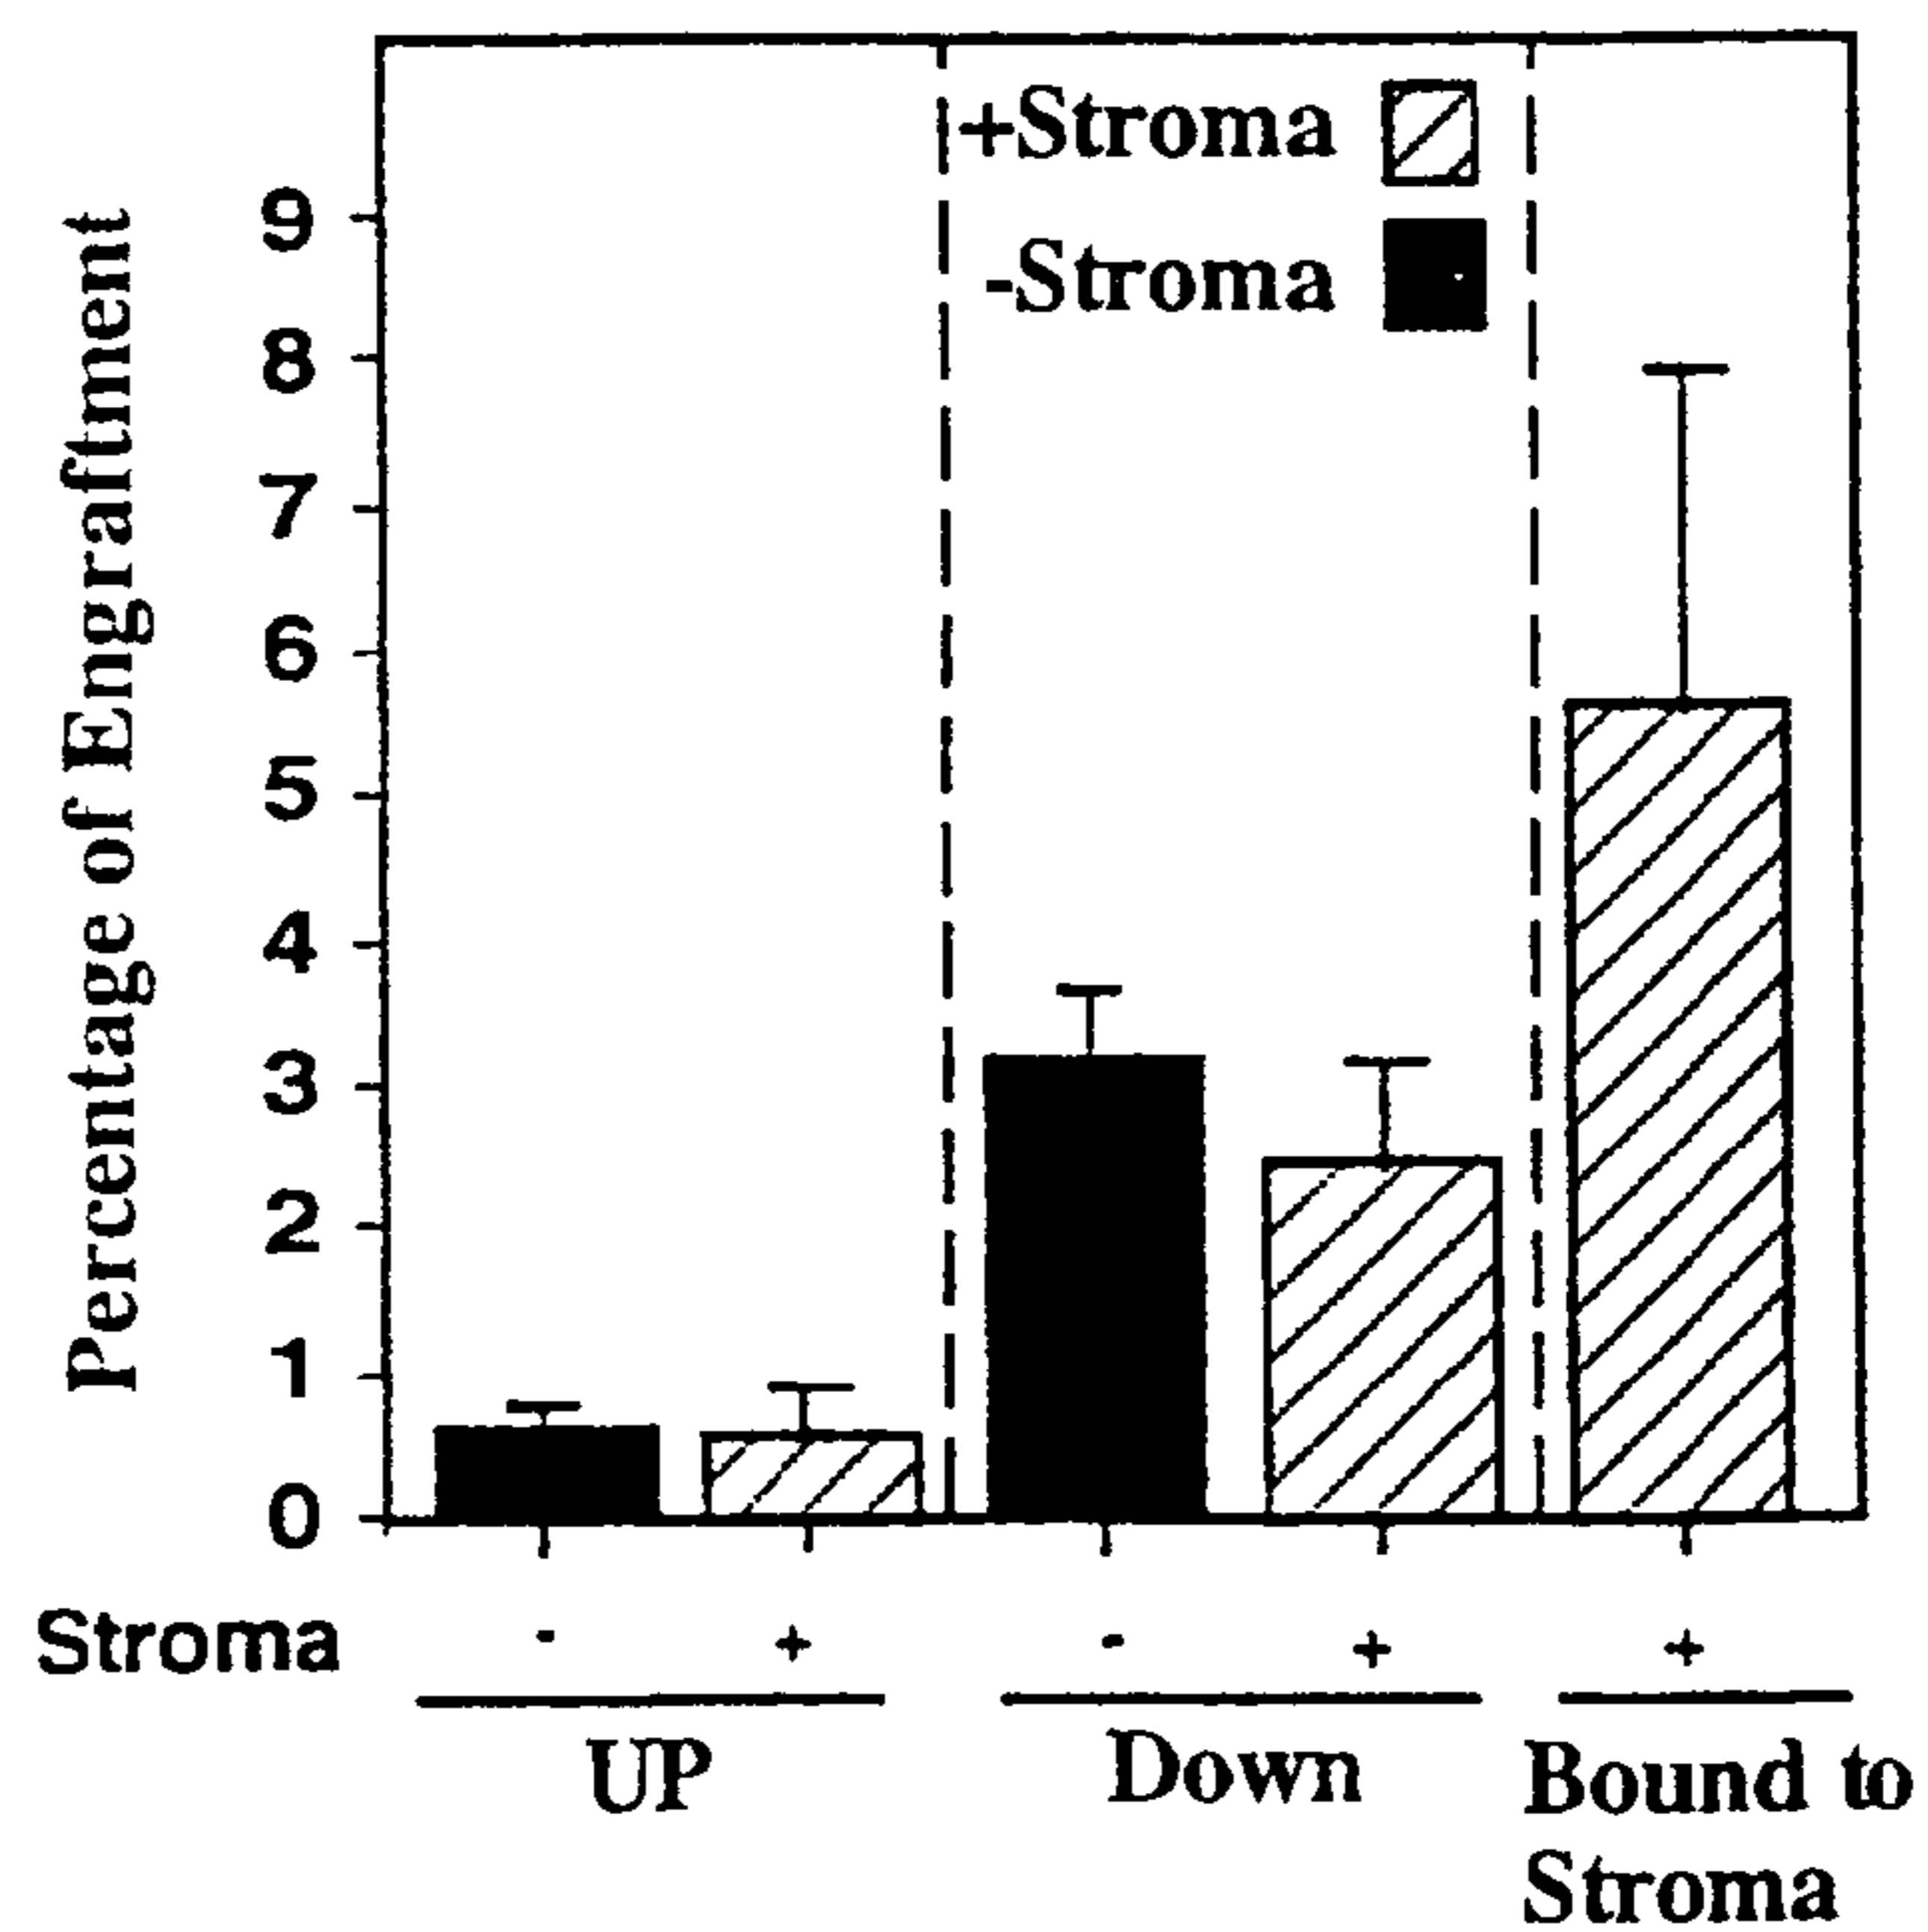 +Stroma
-Stroma
Percentage of Engraftment
9
8
7
6
5
4
3
2
1
0
Stroma - + - + +
UP Down Bound to
Stroma